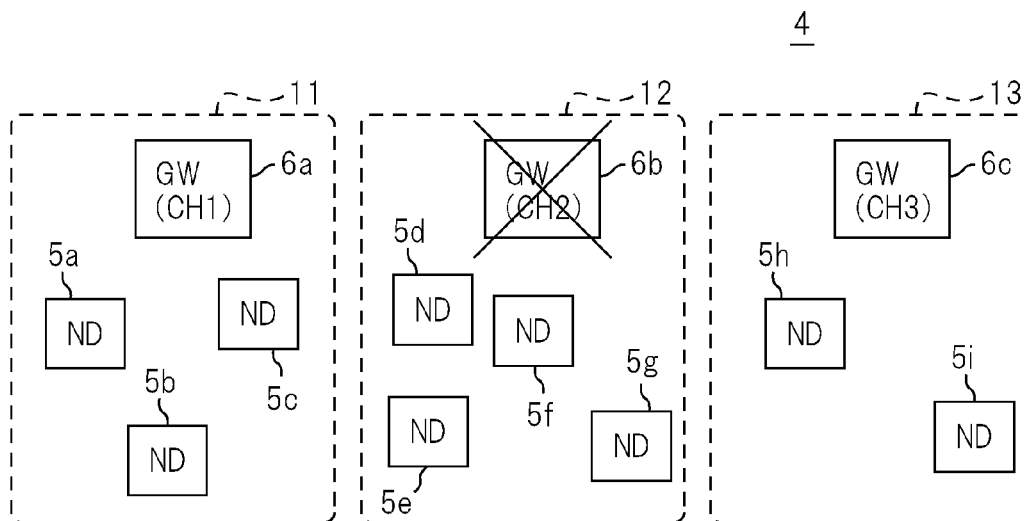 4
11
12
13
GW
(CH1)
6a
GW
(CH2)
6b
GW
(CH3)
6c
5a
ND
ND
5c
5b
ND
5d
ND
ND
5f
5g
ND
ND
5e
5h
ND
5i
ND